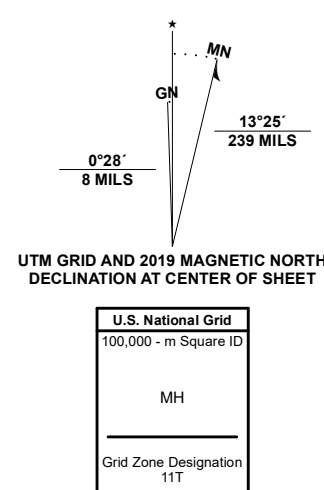 ★
MN
GN
13°25´
239 MILS
0°28´
8 MILS
UTM GRID AND 2019 MAGNETIC NORTH
DECLINATION AT CENTER OF SHEET
U.S. National Grid
100,000 - m Square ID
MH
Grid Zone Designation
11T